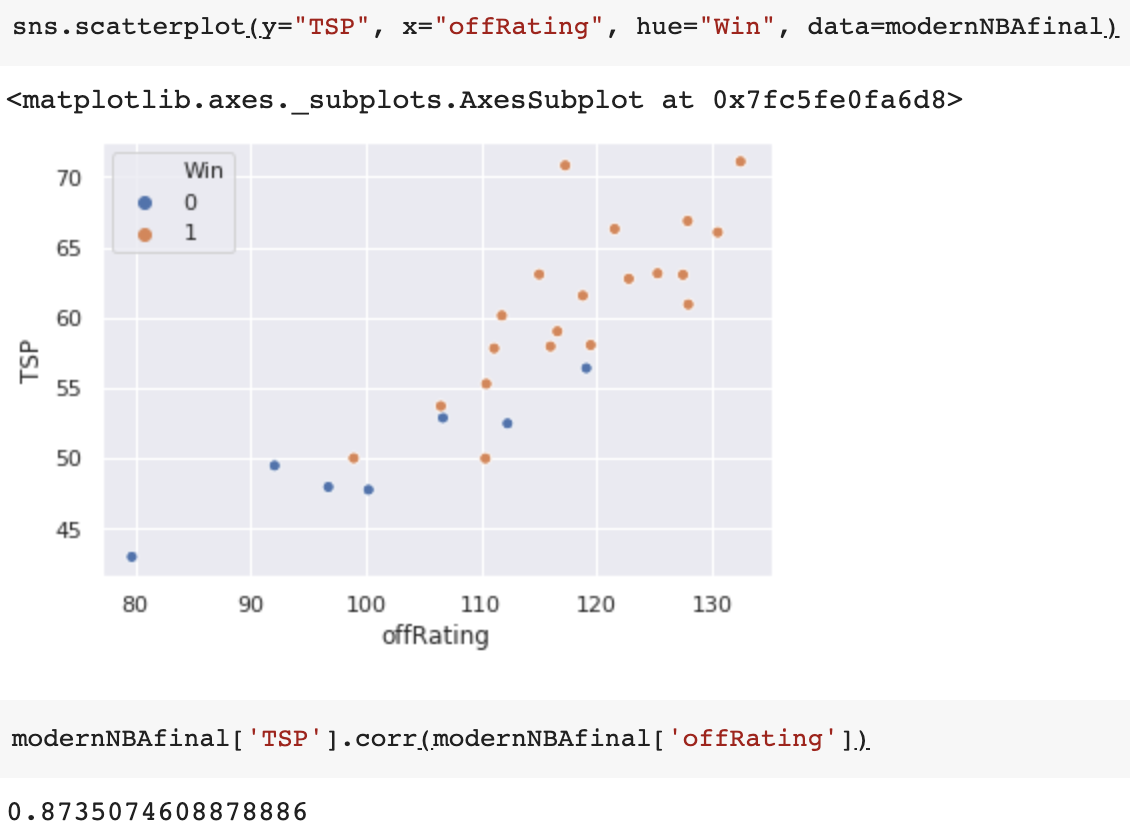 sns.scatterplot(y="TSP", x="offRating", hue="Win", data=modernNBAfinal)
<matplotlib.axes._subplots.AxesSubplot at 0x7fc5fe0fa6d8>
Win
0
1
70
65
60
55
50
45
TSP
80 90 100 110 120 130
offRating
modernNBAfinal['TSP'].corr(modernNBAfinal['offRating'])
0.8735074608878886